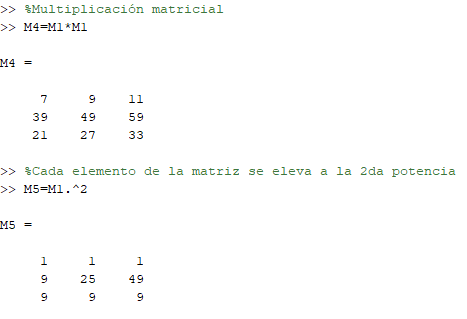 >> %Multiplicación matricial
>> M4=M1*M1
M4 =
7 9 11
39 49 59
21 27 33
>> %Cada elemento de la matriz se eleva a la 2da potencia
>> M5=M1.^2
M5 =
1 1 1
9 25 49
9 9 9